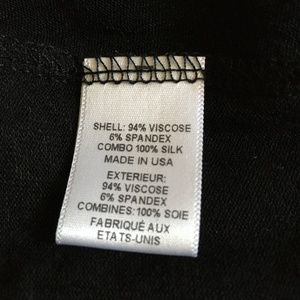 SHELL: 94% VISCOSE
6% SPANDEX
COMBO 100% SILK
MADE IN USA
EXTERIEUR:
94% VISCOSE
6% SPANDEX
COMBINES: 100% SOIE
FABRIQUÉ AUX
ETATS-UNIS